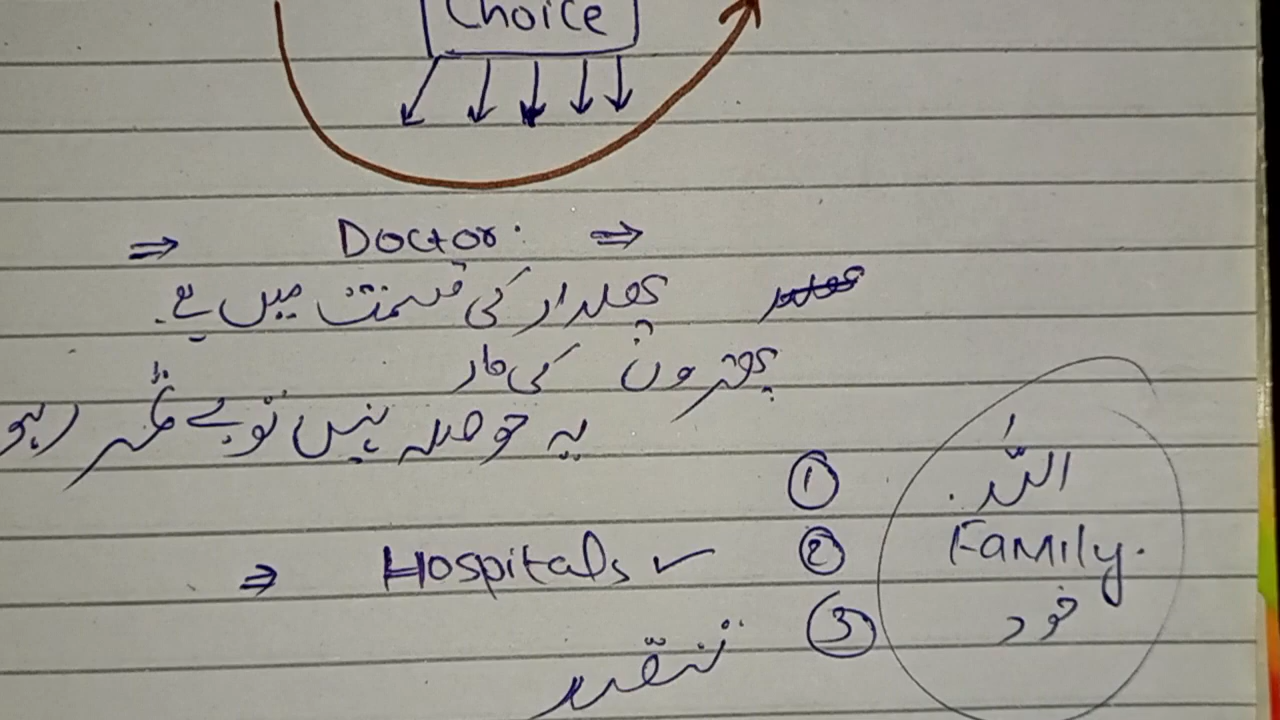 Choice
⇒ Doctor. ⇒
پھلدار کی قسمت میں ہے.
پتھروں کی مار
یہ حوصلہ نہیں تو بے ثمر رہو
① اللہ.
⇒ Hospitals ✓ ② Family.
③ خود
تنقید